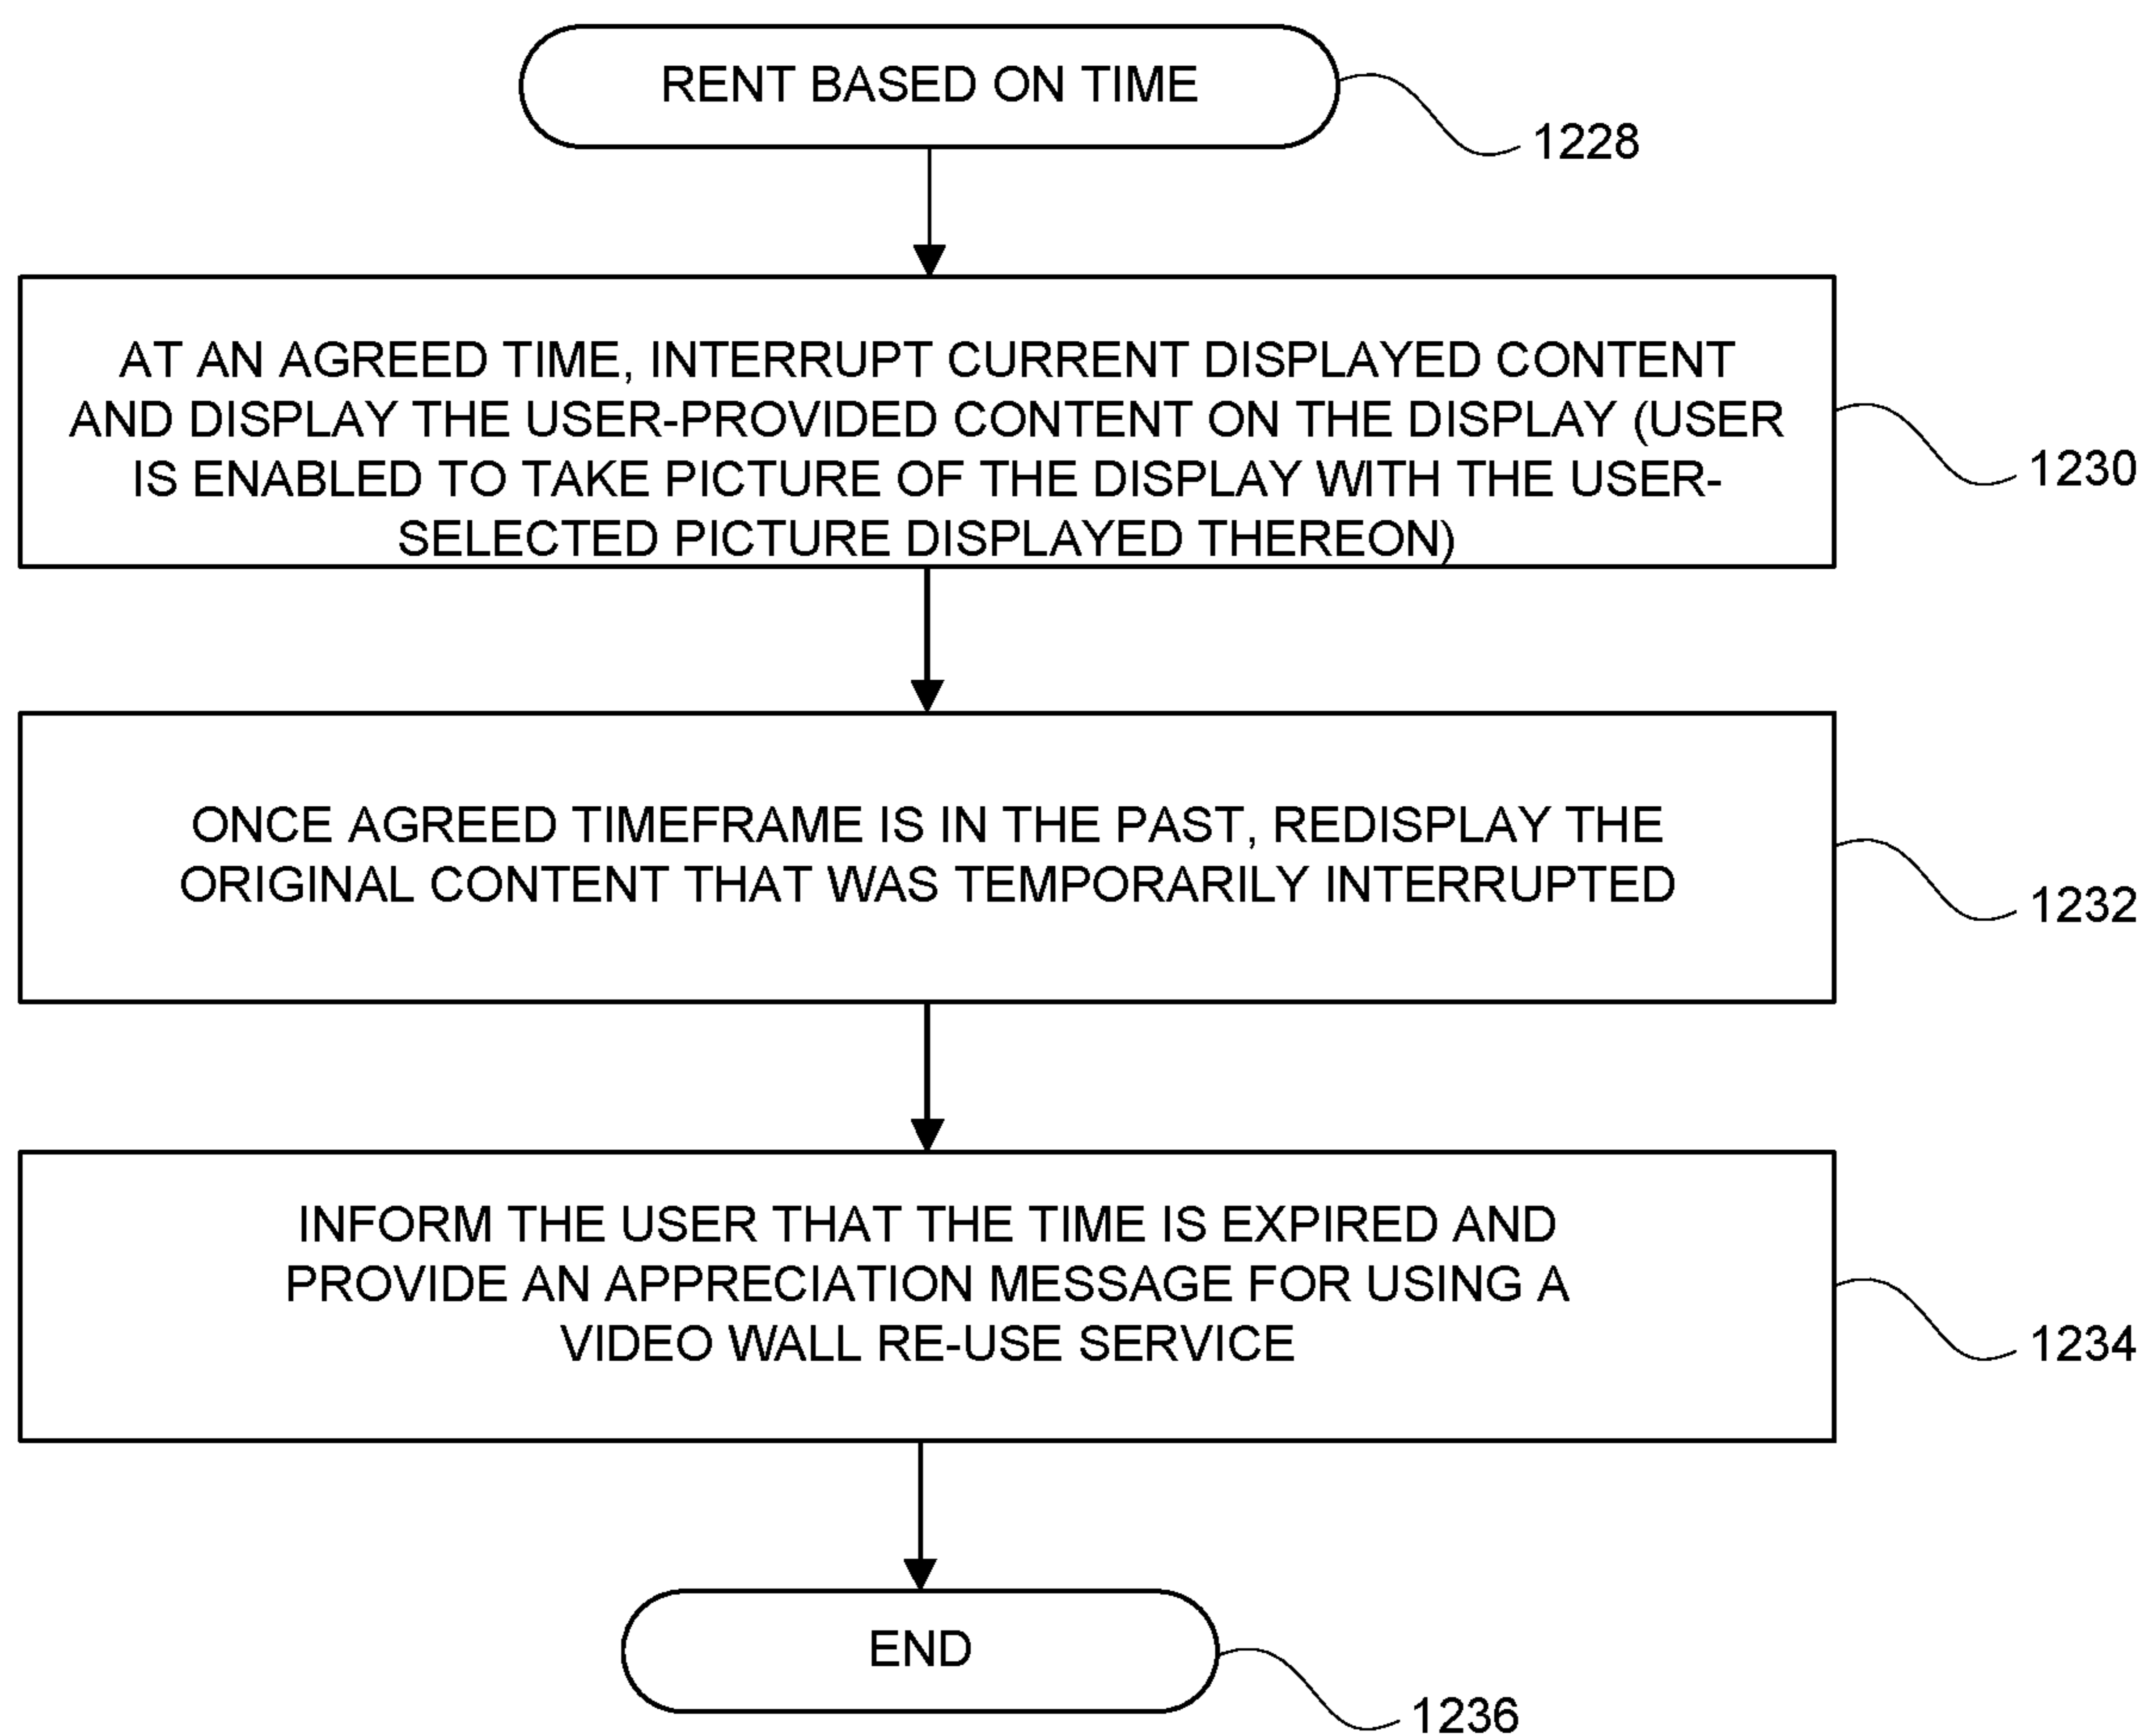 RENT BASED ON TIME
1228
AT AN AGREED TIME, INTERRUPT CURRENT DISPLAYED CONTENT
AND DISPLAY THE USER-PROVIDED CONTENT ON THE DISPLAY (USER
IS ENABLED TO TAKE PICTURE OF THE DISPLAY WITH THE USER-
SELECTED PICTURE DISPLAYED THEREON)
1230
ONCE AGREED TIMEFRAME IS IN THE PAST, REDISPLAY THE
ORIGINAL CONTENT THAT WAS TEMPORARILY INTERRUPTED
1232
INFORM THE USER THAT THE TIME IS EXPIRED AND
PROVIDE AN APPRECIATION MESSAGE FOR USING A
VIDEO WALL RE-USE SERVICE
1234
END
1236